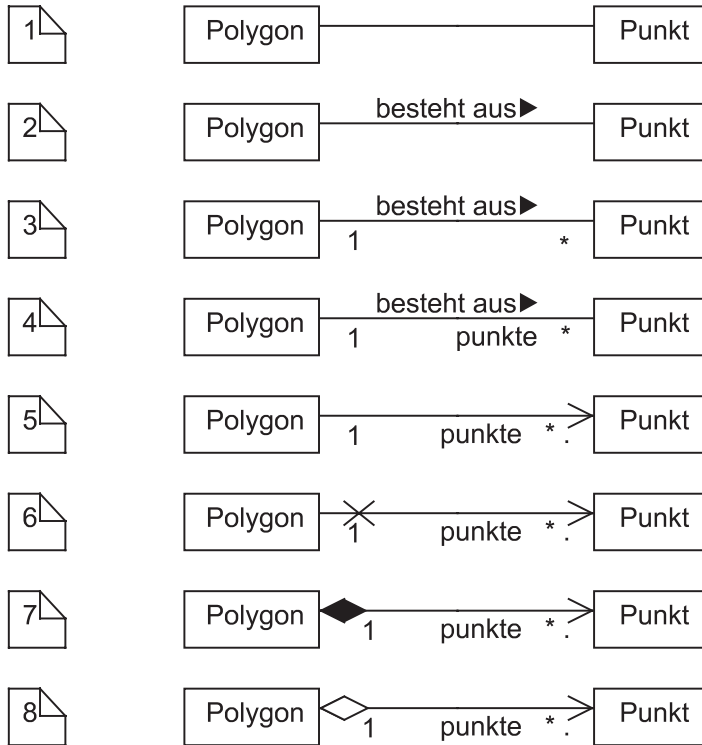 1 Polygon Punkt
besteht aus▶
2 Polygon Punkt
besteht aus▶
3 Polygon Punkt
1 *
besteht aus▶
4 Polygon Punkt
1 punkte *
5 Polygon Punkt
1 punkte * .
6 Polygon Punkt
1 punkte * .
7 Polygon Punkt
1 punkte * .
8 Polygon Punkt
1 punkte * .